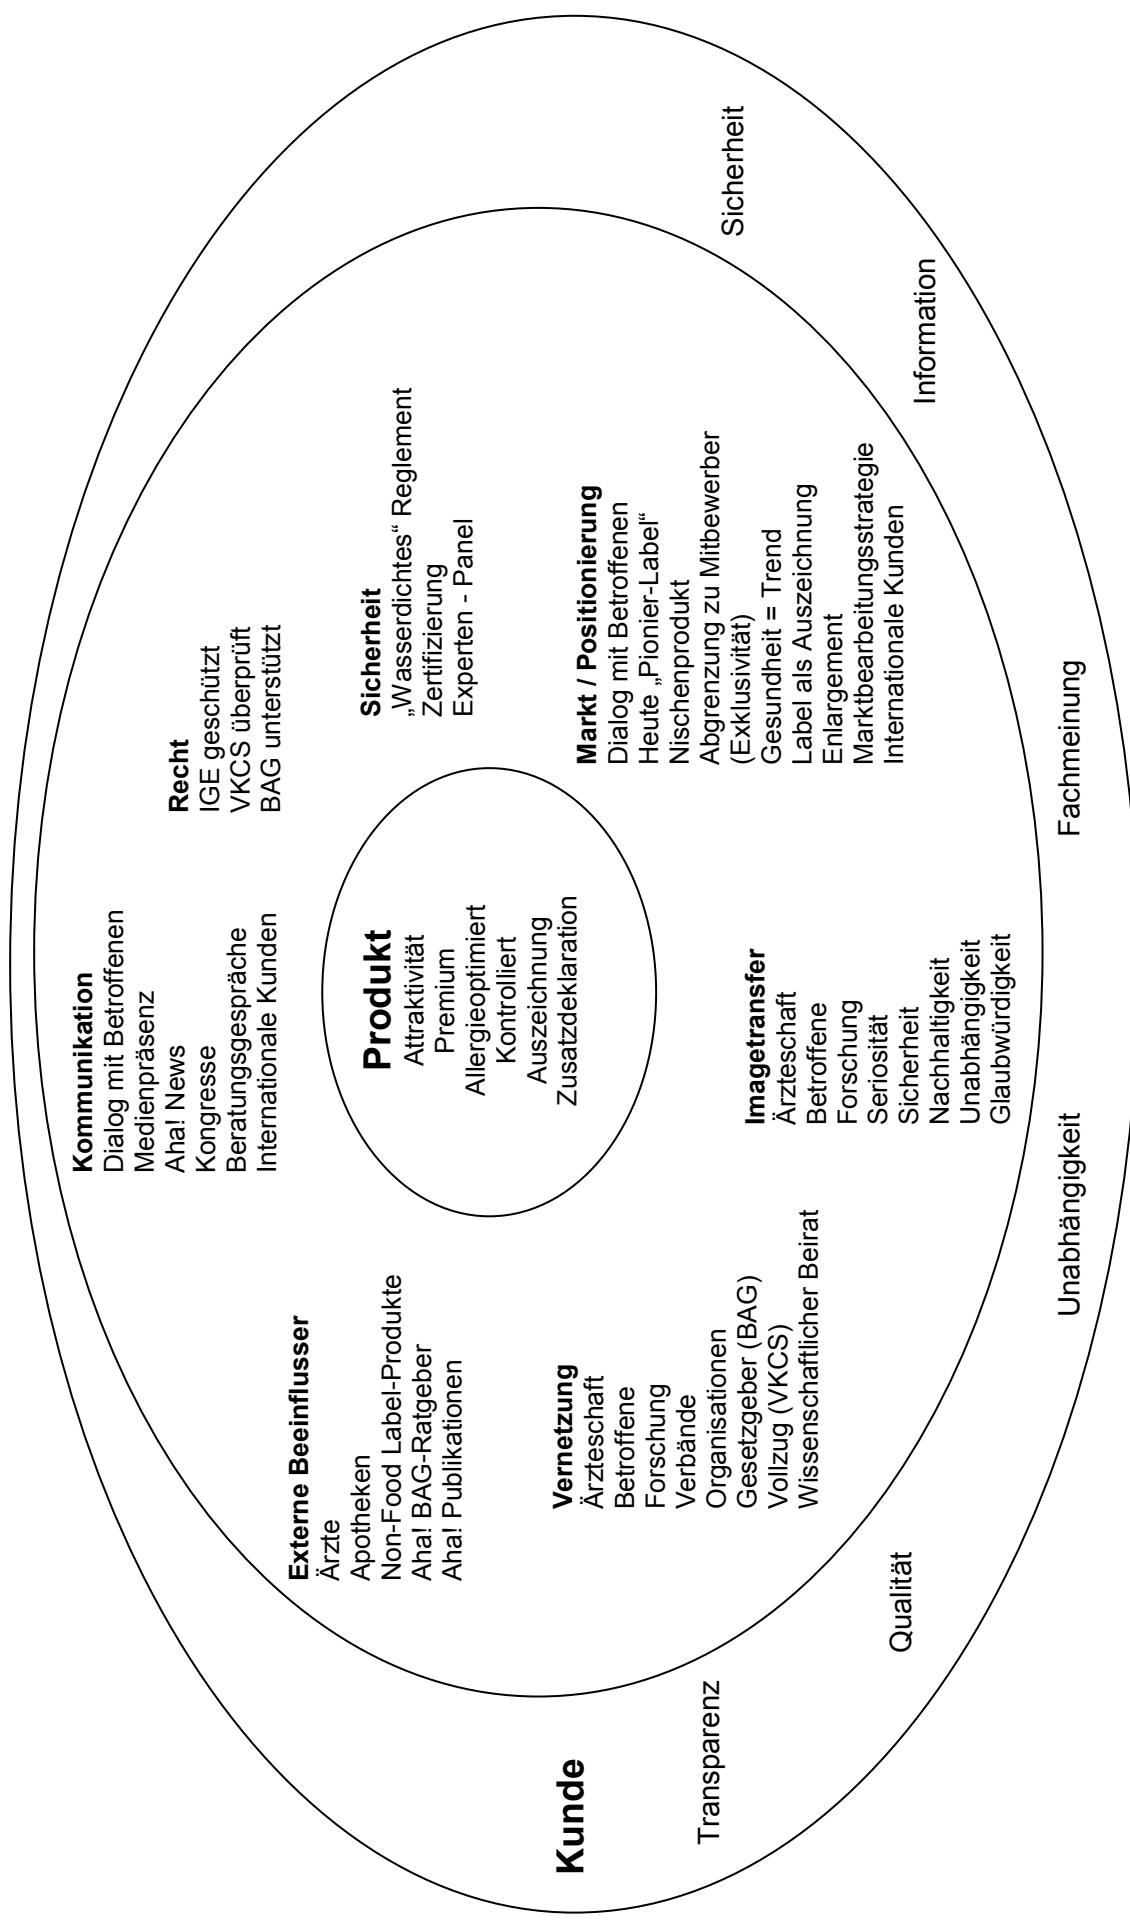 Kommunikation
Dialog mit Betroffenen
Medienpräsenz
Aha! News
Kongresse
Beratungsgespräche
Internationale Kunden
Recht
IGE geschützt
VKCS überprüft
BAG unterstützt
Externe Beeinflusser
Ärzte
Apotheken
Non-Food Label-Produkte
Aha! BAG-Ratgeber
Aha! Publikationen
Produkt
Attraktivität
Premium
Allergieoptimiert
Kontrolliert
Auszeichnung
Zusatzdeklaration
Sicherheit
„Wasserdichtes“ Reglement
Zertifizierung
Experten - Panel
Kunde
Vernetzung
Ärzteschaft
Betroffene
Forschung
Verbände
Organisationen
Gesetzgeber (BAG)
Vollzug (VKCS)
Wissenschaftlicher Beirat
Imagetransfer
Ärzteschaft
Betroffene
Forschung
Seriosität
Sicherheit
Nachhaltigkeit
Unabhängigkeit
Glaubwürdigkeit
Markt / Positionierung
Dialog mit Betroffenen
Heute „Pionier-Label“
Nischenprodukt
Abgrenzung zu Mitbewerber
(Exklusivität)
Gesundheit = Trend
Label als Auszeichnung
Enlargement
Marktbearbeitungsstrategie
Internationale Kunden
Transparenz
Qualität
Unabhängigkeit
Fachmeinung
Information
Sicherheit